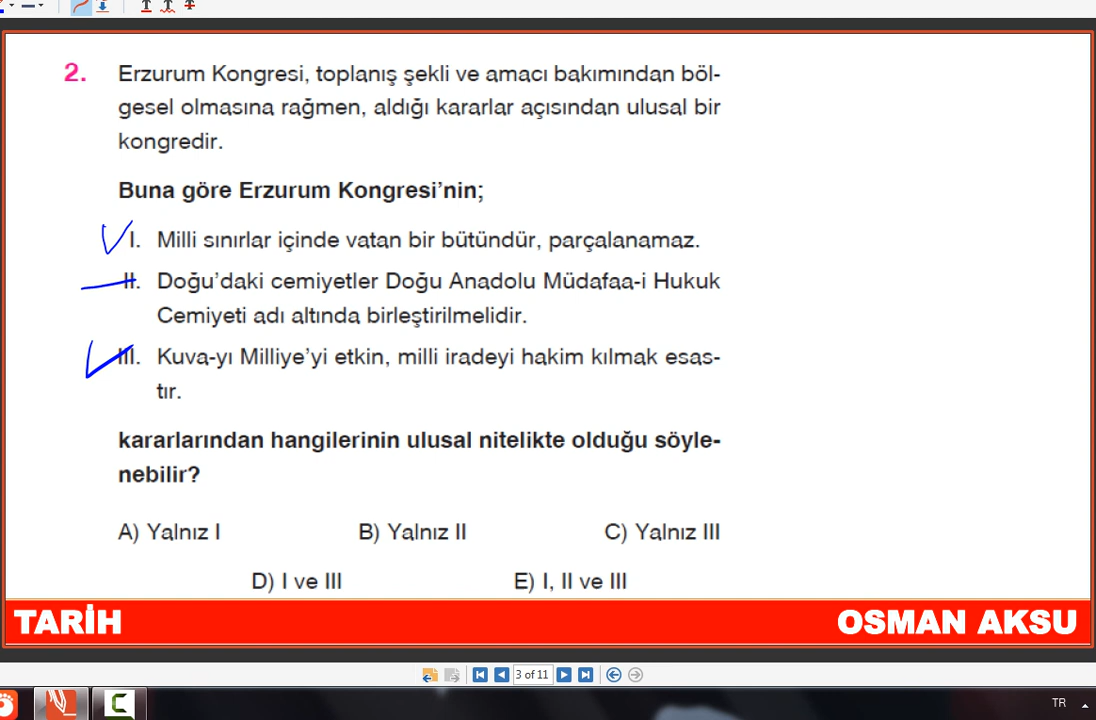 2. Erzurum Kongresi, toplanış şekli ve amacı bakımından böl-
gesel olmasına rağmen, aldığı kararlar açısından ulusal bir
kongredir.
Buna göre Erzurum Kongresi’nin;
I. Milli sınırlar içinde vatan bir bütündür, parçalanamaz.
II. Doğu’daki cemiyetler Doğu Anadolu Müdafaa-i Hukuk
Cemiyeti adı altında birleştirilmelidir.
III. Kuva-yı Milliye’yi etkin, milli iradeyi hakim kılmak esas-
tır.
kararlarından hangilerinin ulusal nitelikte olduğu söyle-
nebilir?
A) Yalnız I B) Yalnız II C) Yalnız III
D) I ve III E) I, II ve III
TARİH OSMAN AKSU
3 of 11
TR